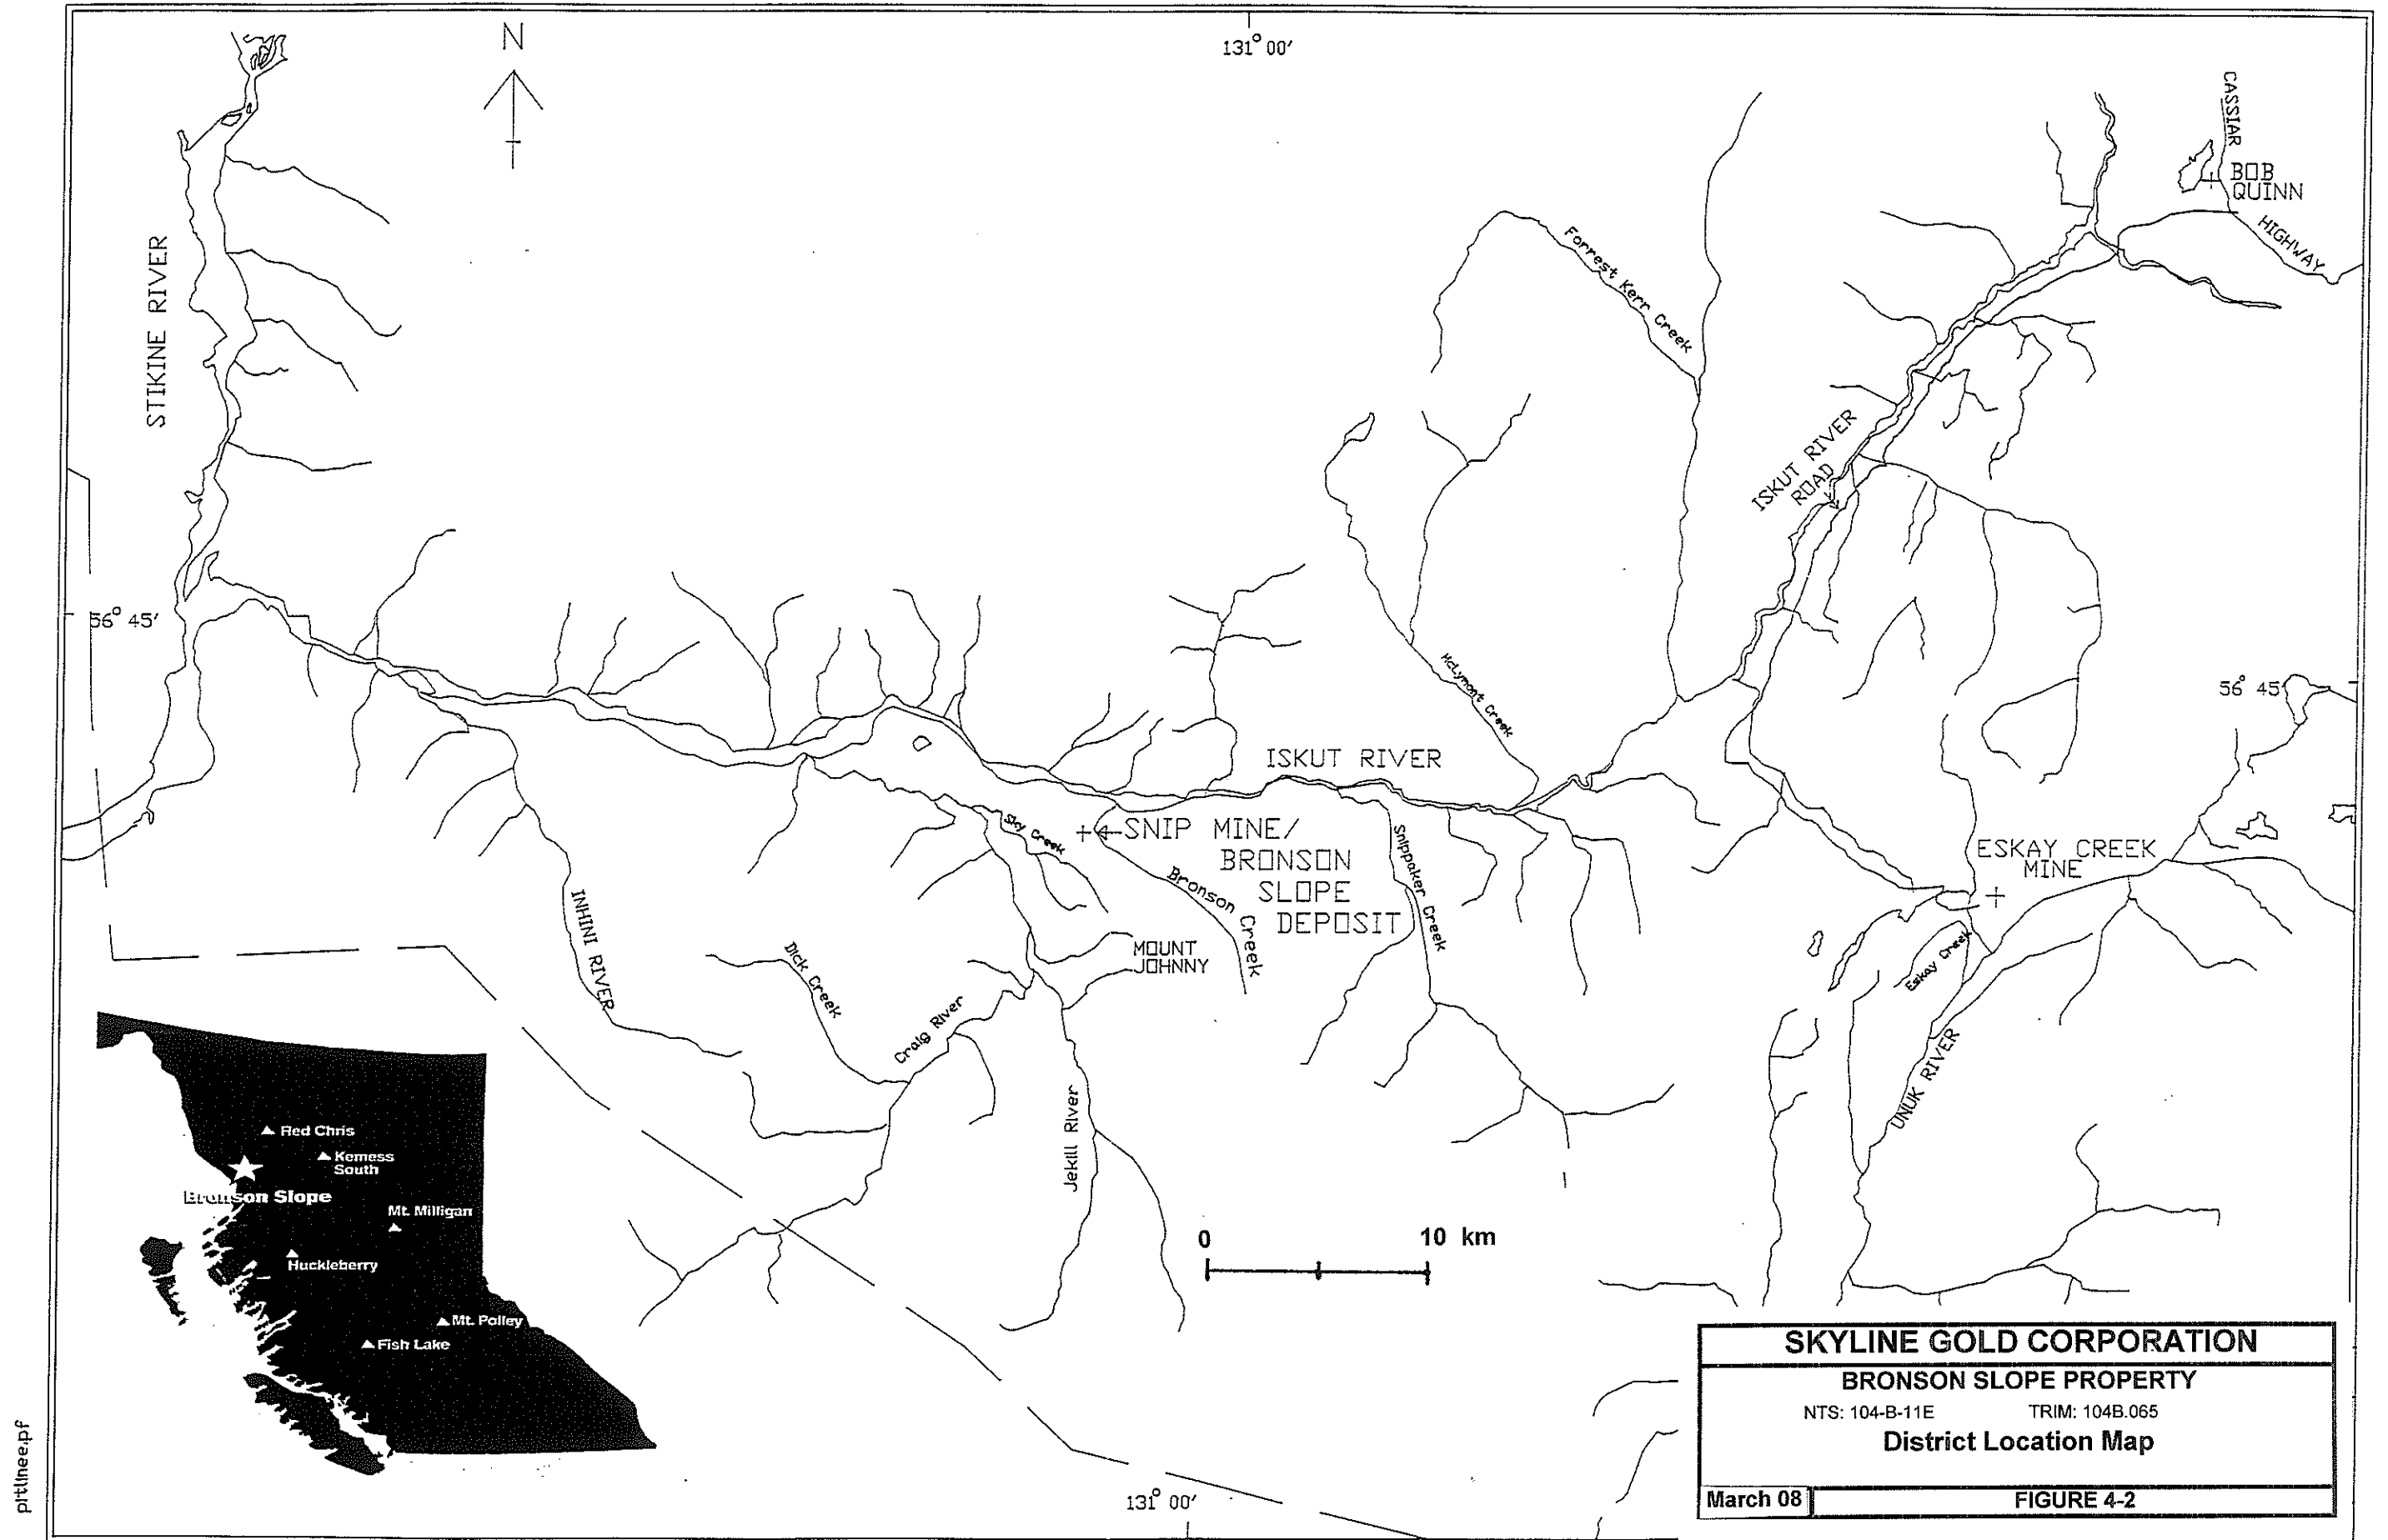 N
131° 00′
CASSIAR
BOB
QUINN
HIGHWAY
STIKINE RIVER
Forrest Kerr Creek
ISKUT RIVER
ROAD
56° 45′
McLymont Creek
56° 45′
ISKUT RIVER
Sky Creek
SNIP MINE/
BRONSON
SLOPE
DEPOSIT
Bronson Creek
Snippaker Creek
ESKAY CREEK
MINE
INHINI RIVER
Dick Creek
MOUNT
JOHNNY
Eskay Creek
Craig River
UNUK RIVER
Jekill River
Red Chris
Kemess
South
Bronson Slope
Mt. Milligan
Huckleberry
Mt. Polley
Fish Lake
0 10 km
SKYLINE GOLD CORPORATION
BRONSON SLOPE PROPERTY
NTS: 104-B-11E TRIM: 104B.065
District Location Map
March 08 FIGURE 4-2
131° 00′
pltline.pf